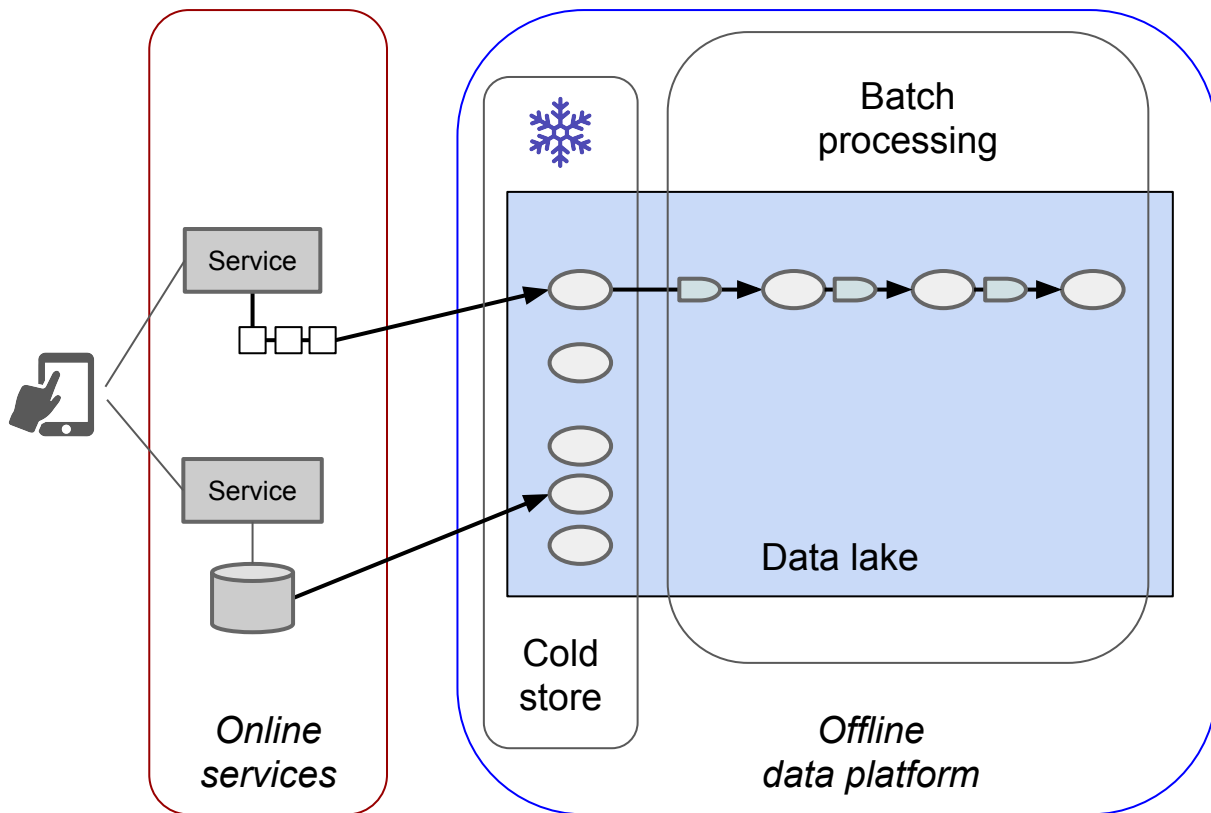 Batch
processing
Service
Service
Data lake
Cold
store
Online
services
Offline
data platform